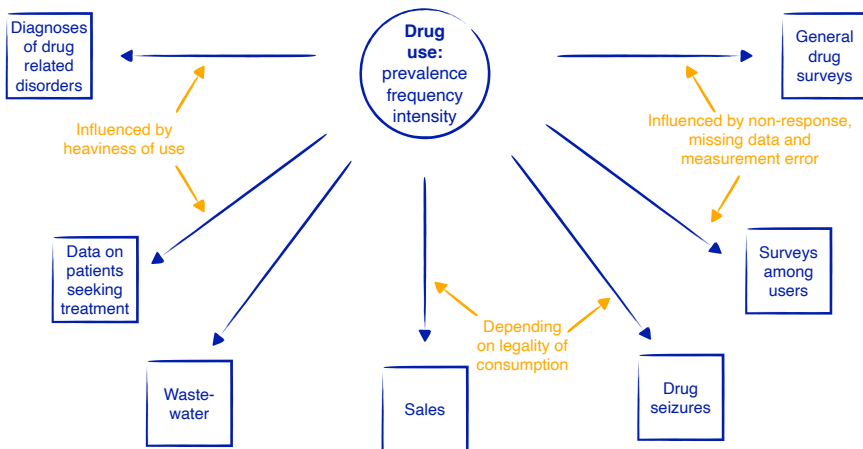 Diagnoses
of drug
related
disorders
Drug
use:
prevalence
frequency
intensity
General
drug
surveys
Influenced by
heaviness of use
Influenced by non-response,
missing data and
measurement error
Data on
patients
seeking
treatment
Surveys
among
users
Depending
on legality of
consumption
Waste-
water
Sales
Drug
seizures